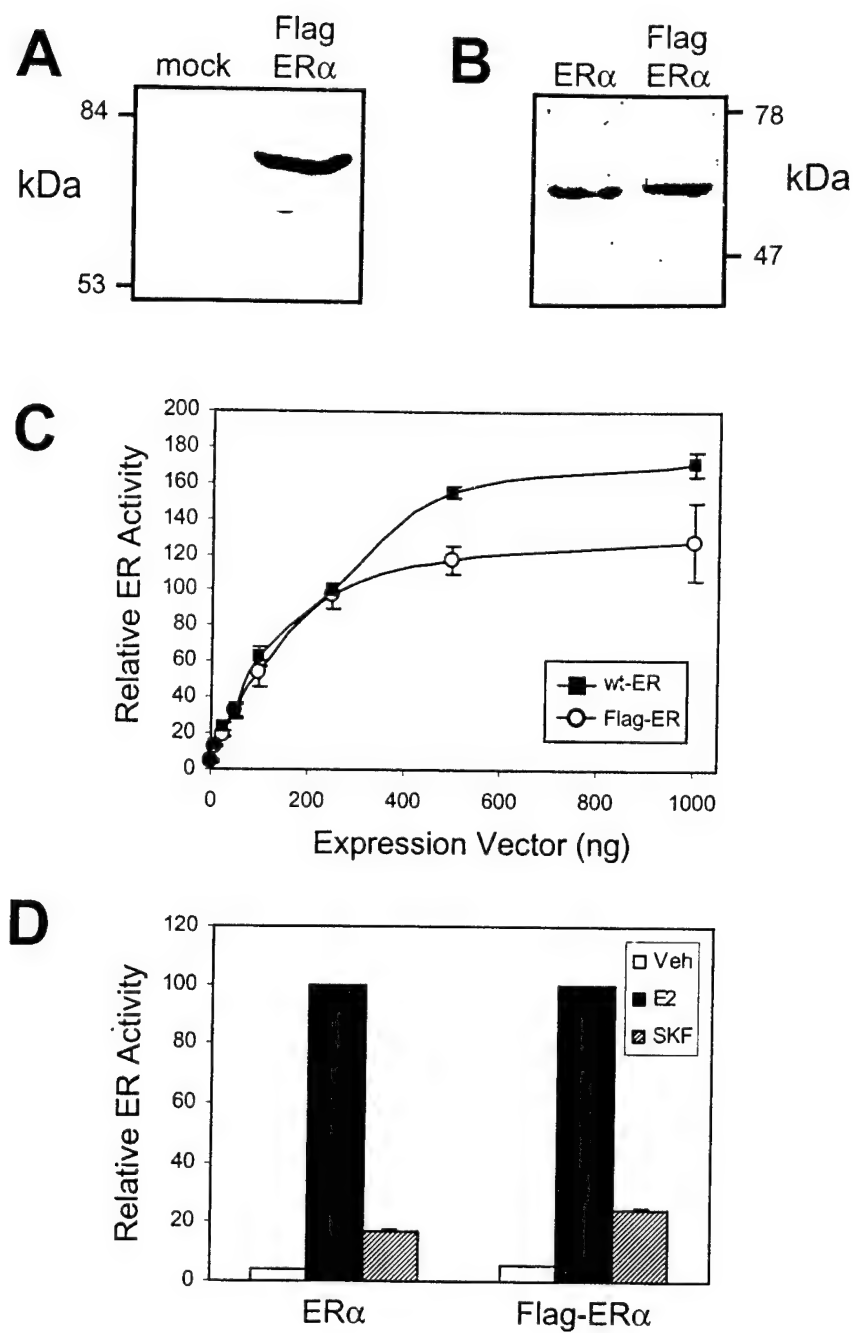 A
mock
Flag
ERα
84
kDa
53
B
ERα
Flag
ERα
78
kDa
47
C
Relative ER Activity
200
180
160
140
120
100
80
60
40
20
0
0 200 400 600 800 1000
Expression Vector (ng)
wt-ER
Flag-ER
D
Relative ER Activity
120
100
80
60
40
20
0
Veh
E2
SKF
ERα
Flag-ERα